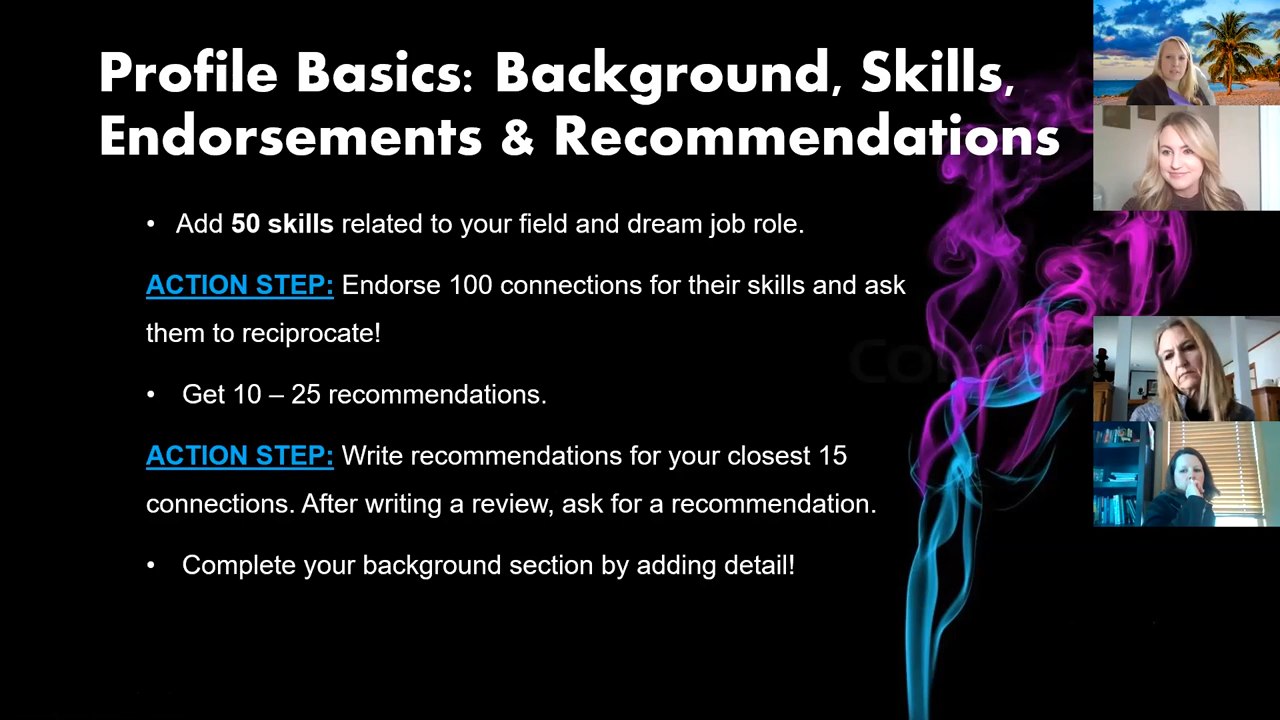 Profile Basics: Background, Skills,
Endorsements & Recommendations
• Add 50 skills related to your field and dream job role.
ACTION STEP: Endorse 100 connections for their skills and ask
them to reciprocate!
• Get 10 – 25 recommendations.
ACTION STEP: Write recommendations for your closest 15
connections. After writing a review, ask for a recommendation.
• Complete your background section by adding detail!